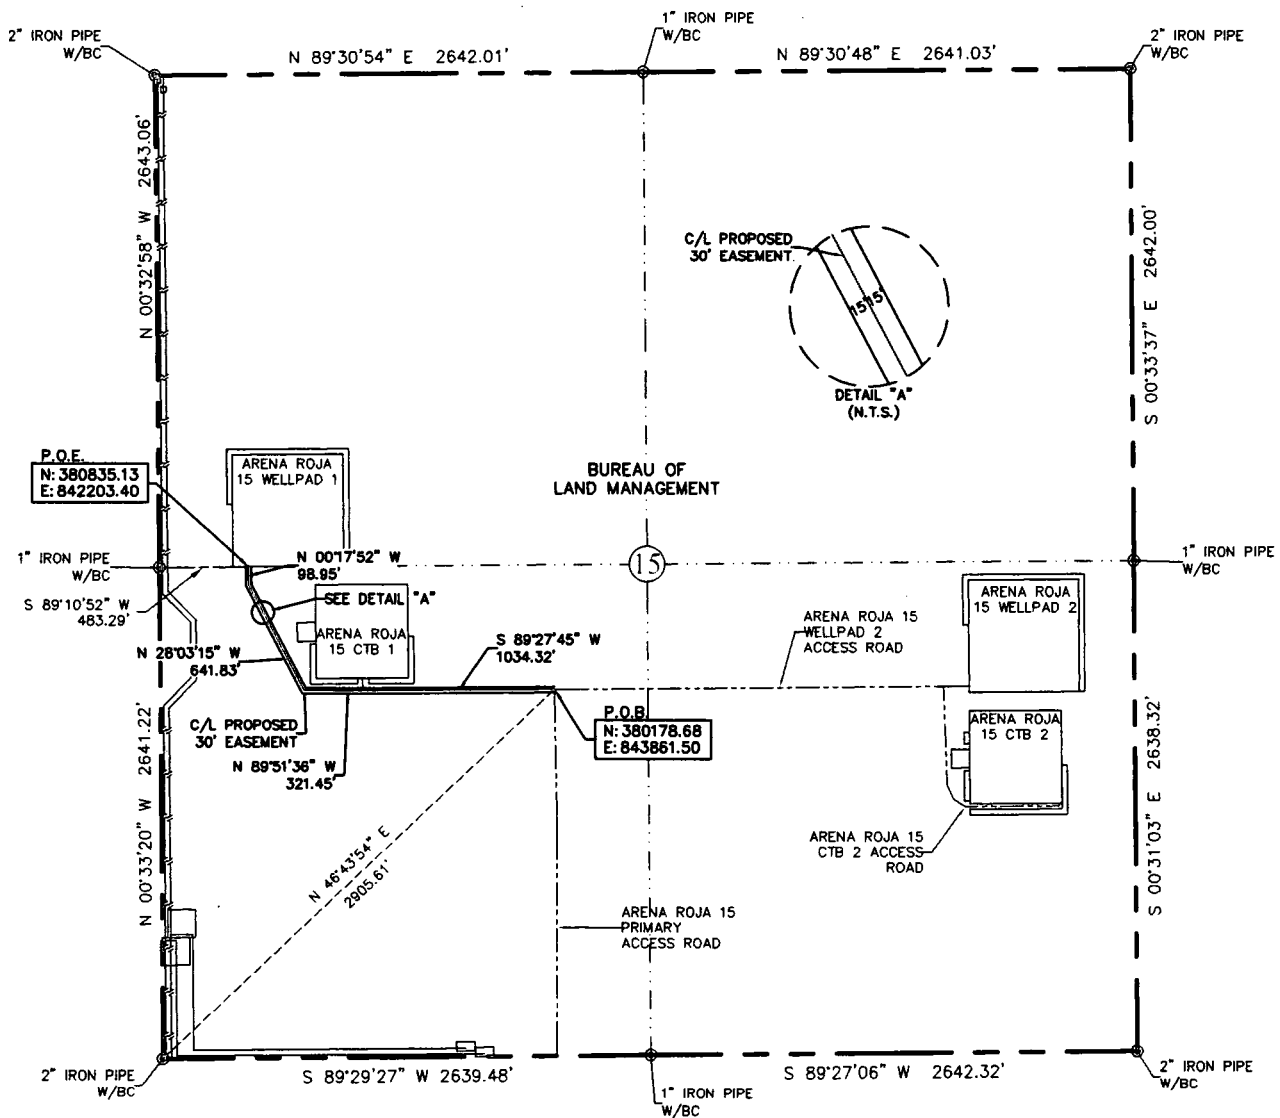 2" IRON PIPE
W/BC
N 89°30'54" E 2642.01'
1" IRON PIPE
W/BC
N 89°30'48" E 2641.03'
2" IRON PIPE
W/BC
N 00°32'58" W 2643.06'
S 00°33'37" E 2642.00'
C/L PROPOSED
30' EASEMENT
15'
15'
DETAIL "A"
(N.T.S.)
P.O.E.
N: 380835.13
E: 842203.40
ARENA ROJA
15 WELLPAD 1
BUREAU OF
LAND MANAGEMENT
1" IRON PIPE
W/BC
N 00°17'52" W
98.95'
15
1" IRON PIPE
W/BC
S 89°10'52" W
483.29'
SEE DETAIL "A"
ARENA ROJA
15 CTB 1
ARENA ROJA 15
WELLPAD 2
ACCESS ROAD
ARENA ROJA
15 WELLPAD 2
N 28°03'15" W
641.83'
S 89°27'45" W
1034.32'
C/L PROPOSED
30' EASEMENT
P.O.B.
N: 380178.68
E: 843861.50
ARENA ROJA
15 CTB 2
N 89°51'36" W
321.45'
N 00°33'20" W 2641.22'
S 00°31'03" E 2638.32'
ARENA ROJA 15
CTB 2 ACCESS
ROAD
N 46°43'54" E
2905.61'
ARENA ROJA 15
PRIMARY
ACCESS ROAD
2" IRON PIPE
W/BC
S 89°29'27" W 2639.48'
1" IRON PIPE
W/BC
S 89°27'06" W 2642.32'
2" IRON PIPE
W/BC